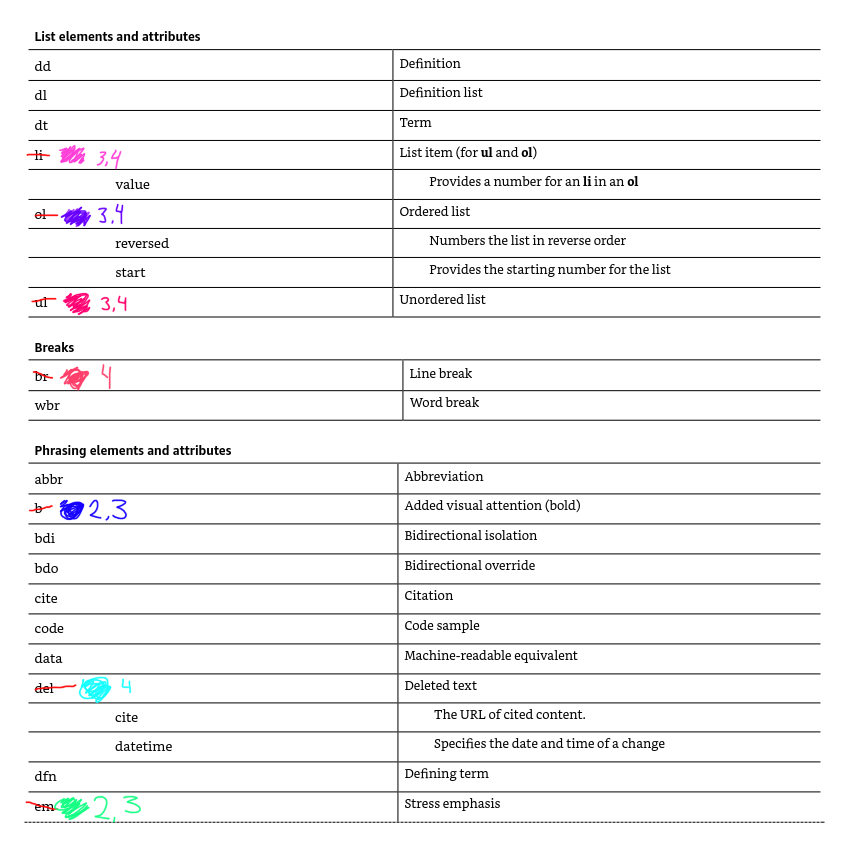 List elements and attributes
dd Definition
dl Definition list
dt Term
li 3,4 List item (for ul and ol)
value Provides a number for an li in an ol
ol 3,4 Ordered list
reversed Numbers the list in reverse order
start Provides the starting number for the list
ul 3,4 Unordered list
Breaks
br 4 Line break
wbr Word break
Phrasing elements and attributes
abbr Abbreviation
b 2,3 Added visual attention (bold)
bdi Bidirectional isolation
bdo Bidirectional override
cite Citation
code Code sample
data Machine-readable equivalent
del 4 Deleted text
cite The URL of cited content.
datetime Specifies the date and time of a change
dfn Defining term
em 2,3 Stress emphasis